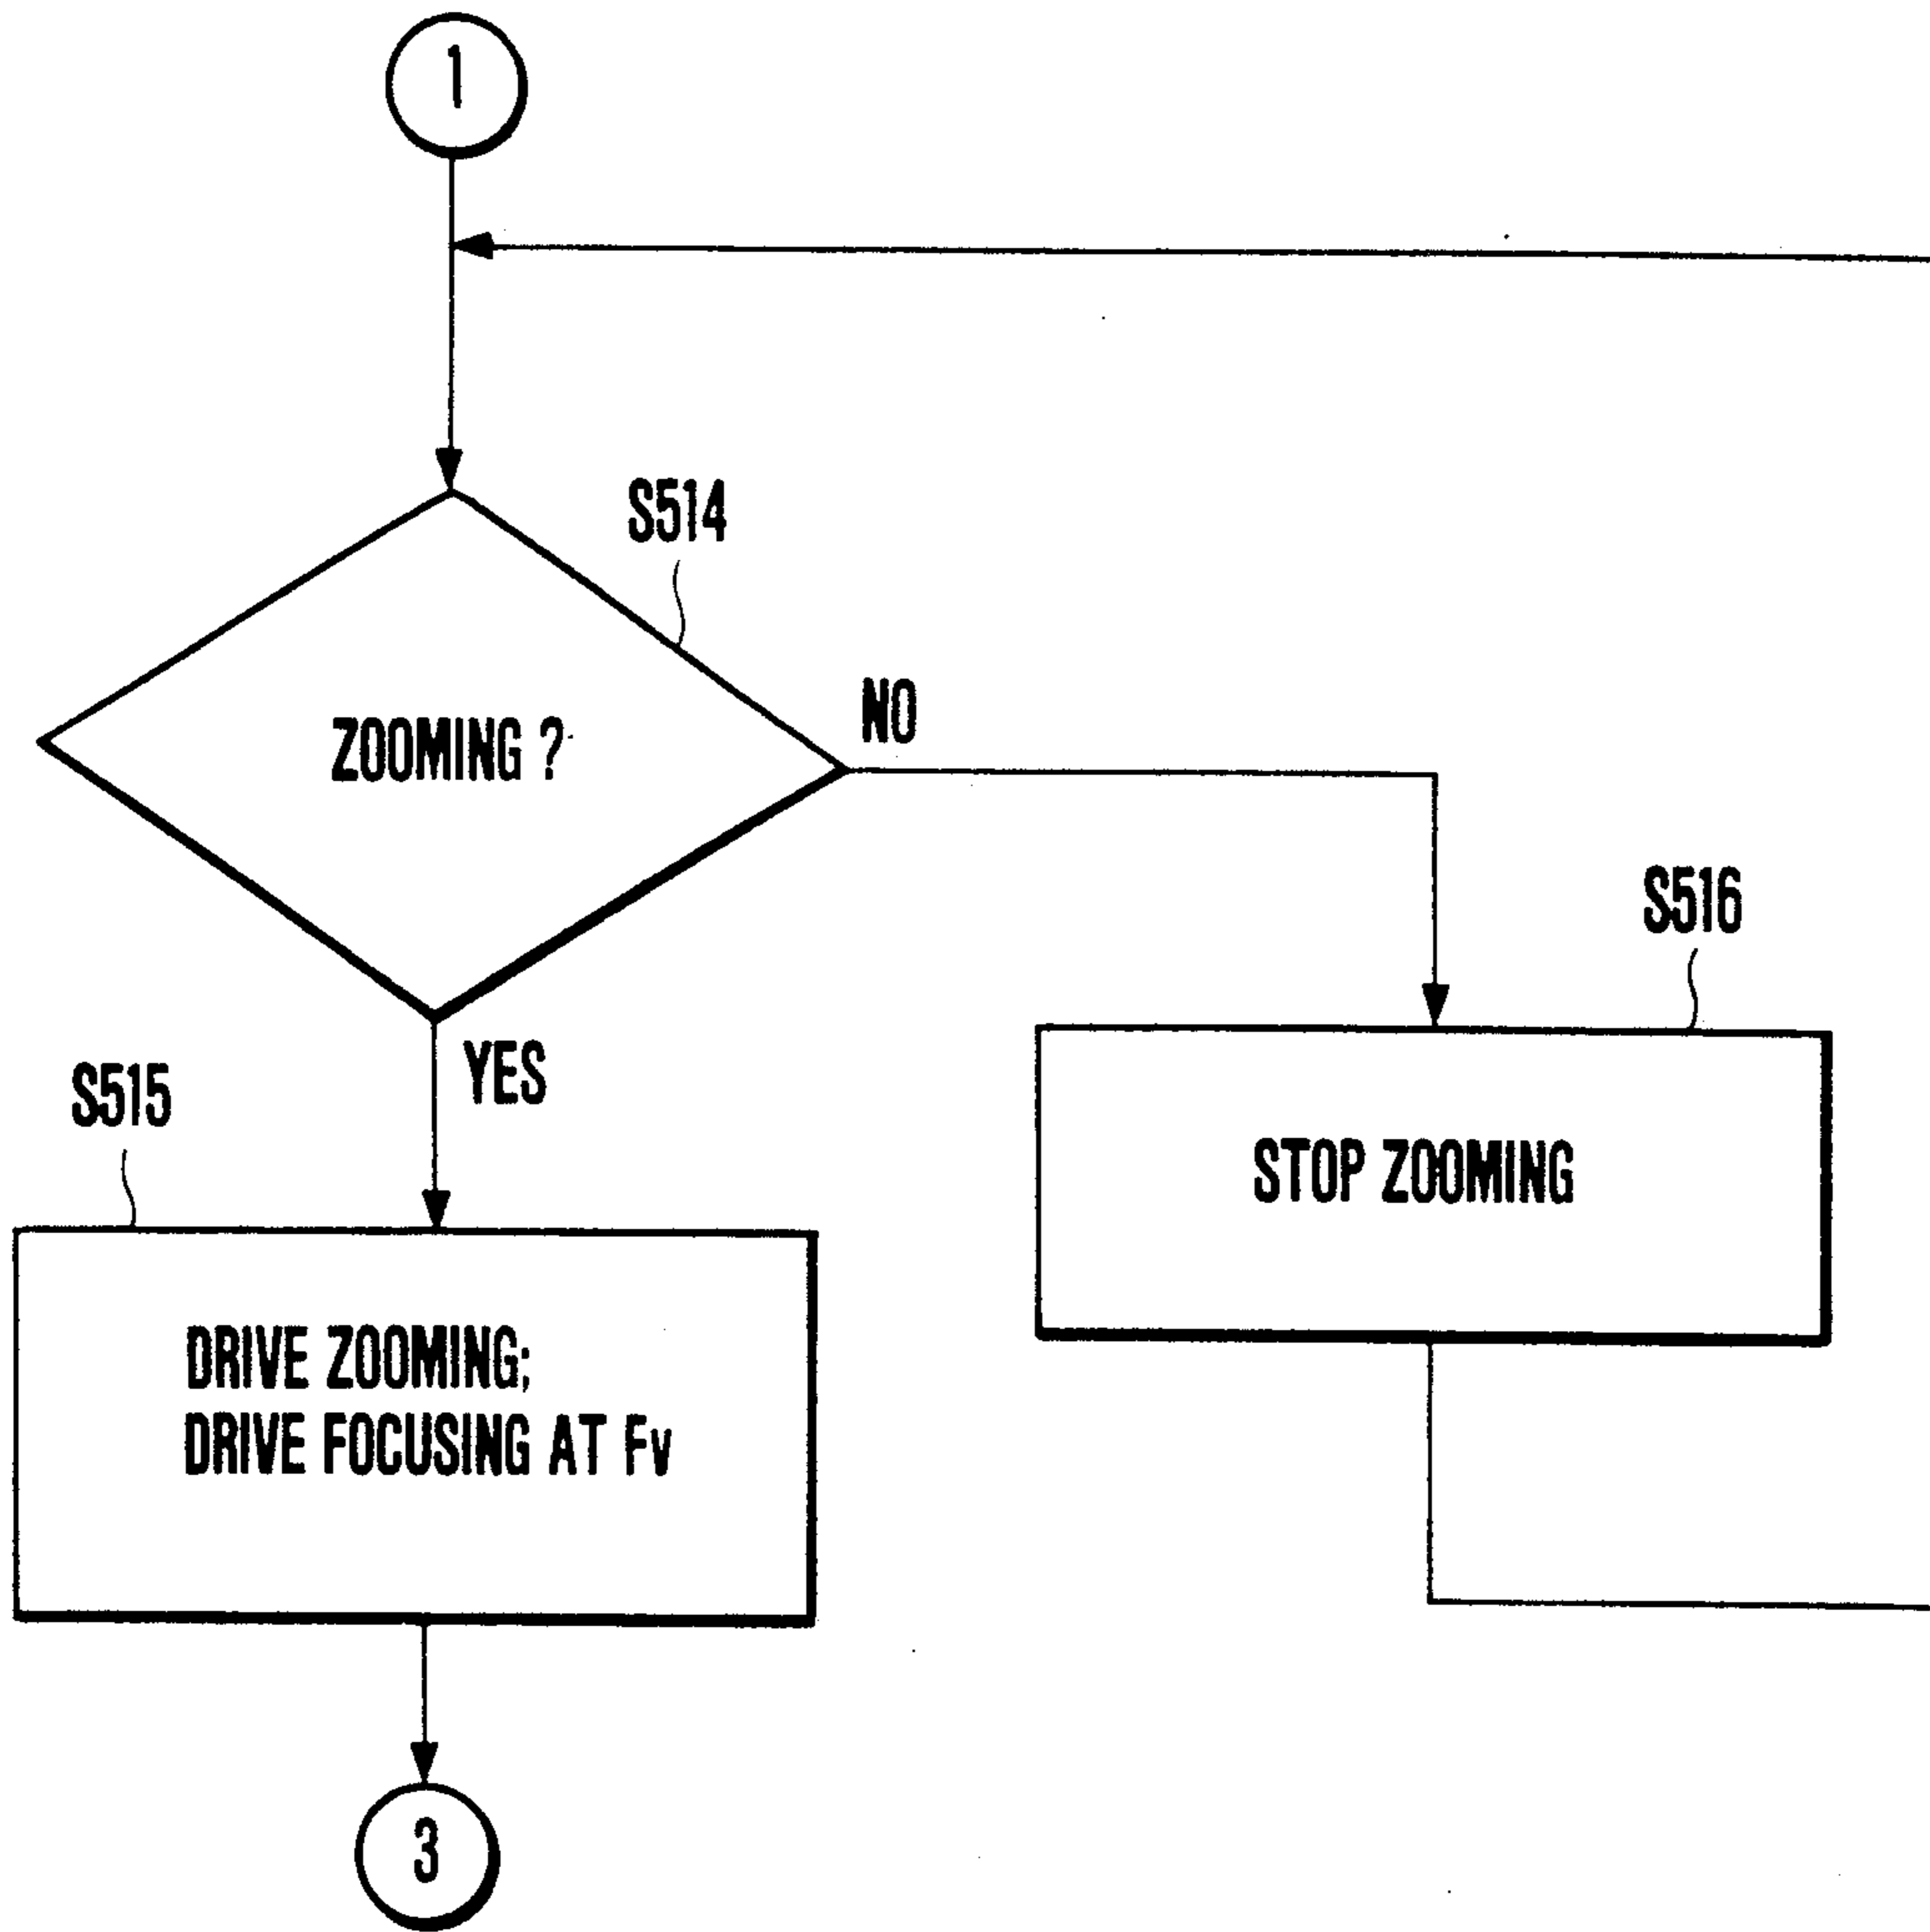 1
S514
ZOOMING ?
NO
S516
YES
S515
STOP ZOOMING
DRIVE ZOOMING;
DRIVE FOCUSING AT Fv
3